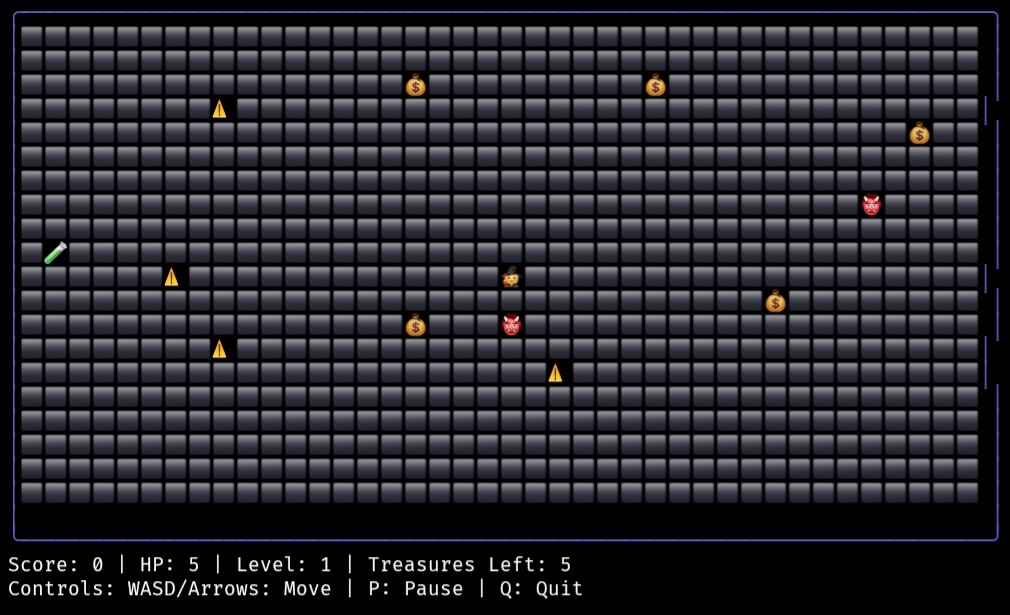 Score: 0 | HP: 5 | Level: 1 | Treasures Left: 5
Controls: WASD/Arrows: Move | P: Pause | Q: Quit